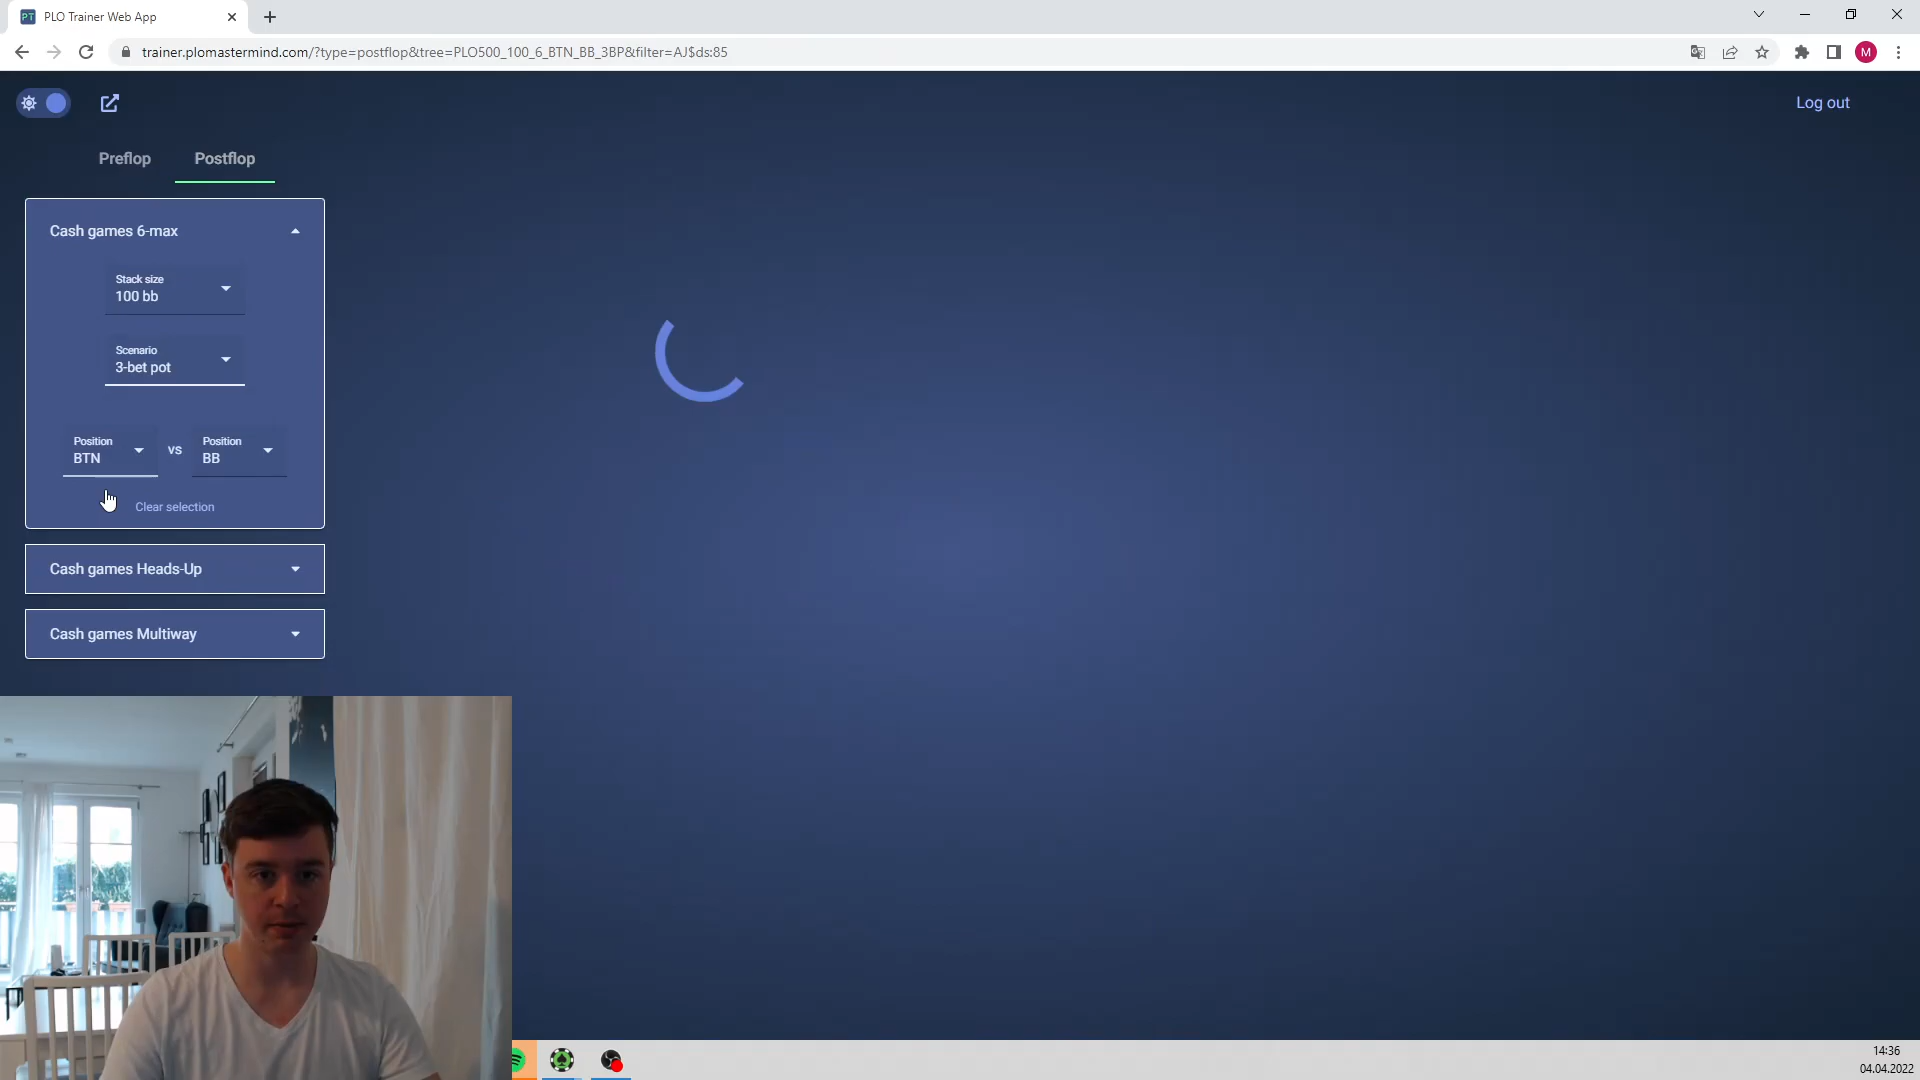 PT PLO Trainer Web App
trainer.plomastermind.com/?type=postflop&tree=PLO500_100_6_BTN_BB_3BP&filter=AJ$ds:85
M
Log out
Preflop Postflop
Cash games 6-max
Stack size
100 bb
Scenario
3-bet pot
Position
BTN
vs
Position
BB
Clear selection
Cash games Heads-Up
Cash games Multiway
14:36
04.04.2022